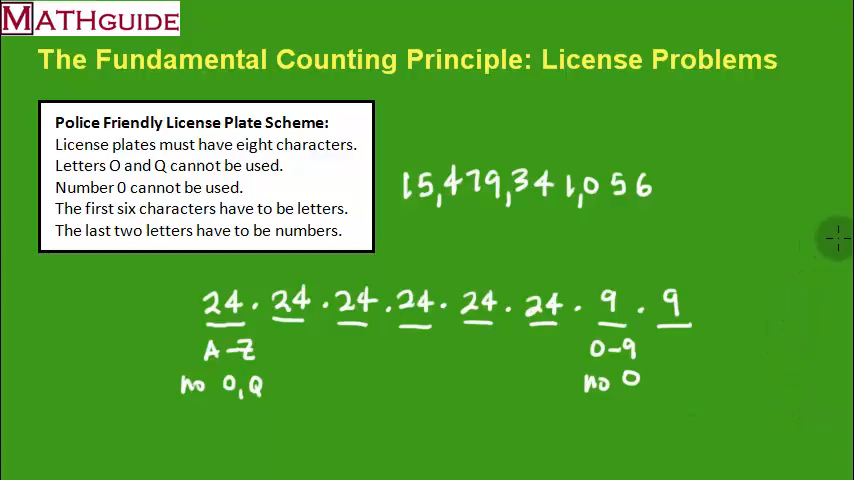 MATHGUIDE
The Fundamental Counting Principle: License Problems
Police Friendly License Plate Scheme:
License plates must have eight characters.
Letters O and Q cannot be used.
Number 0 cannot be used.
The first six characters have to be letters.
The last two letters have to be numbers.
15,479,341,056
24 · 24 · 24 · 24 · 24 · 24 · 9 · 9
A-Z 0-9
no O,Q no 0